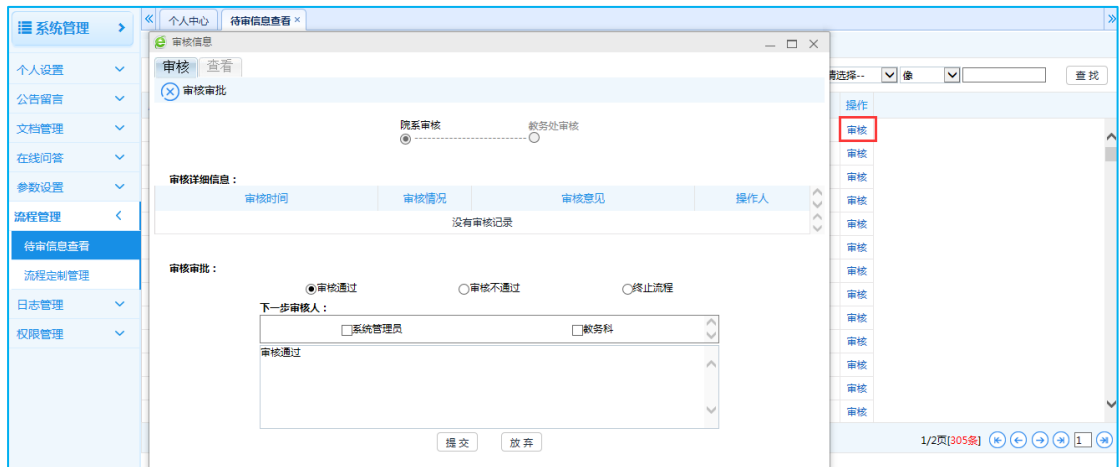 系统管理
个人设置
公告留言
文档管理
在线问答
参数设置
流程管理
待审信息查看
流程定制管理
日志管理
权限管理
个人中心 待审信息查看 ×
审核信息
审核 查看
审核审批
院系审核 教务处审核
审核详细信息：
审核时间 审核情况 审核意见 操作人
没有审核记录
审核审批：
审核通过 审核不通过 终止流程
下一步审核人：
系统管理员 教务科
审核通过
提 交 放 弃
选择-- 像 查 找
操作
审核
审核
审核
审核
审核
审核
审核
审核
审核
审核
审核
审核
审核
1/2页[305条] 1